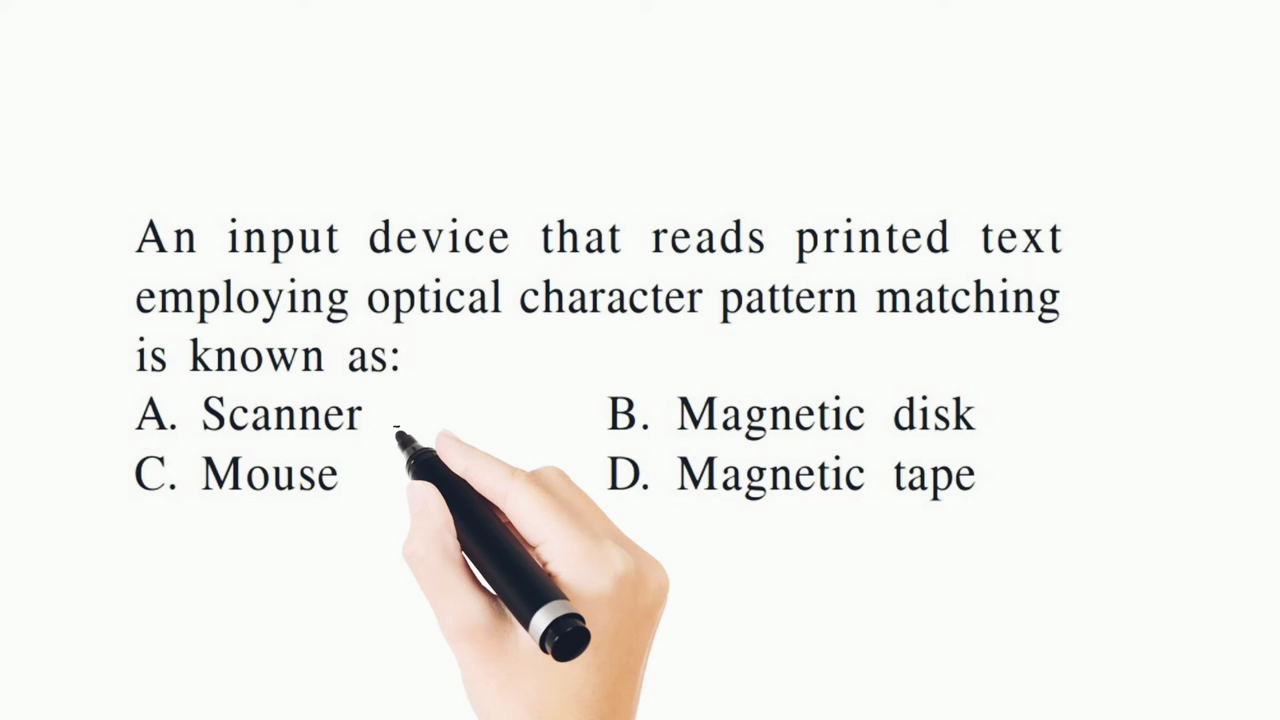 An input device that reads printed text
employing optical character pattern matching
is known as:
A. Scanner B. Magnetic disk
C. Mouse D. Magnetic tape